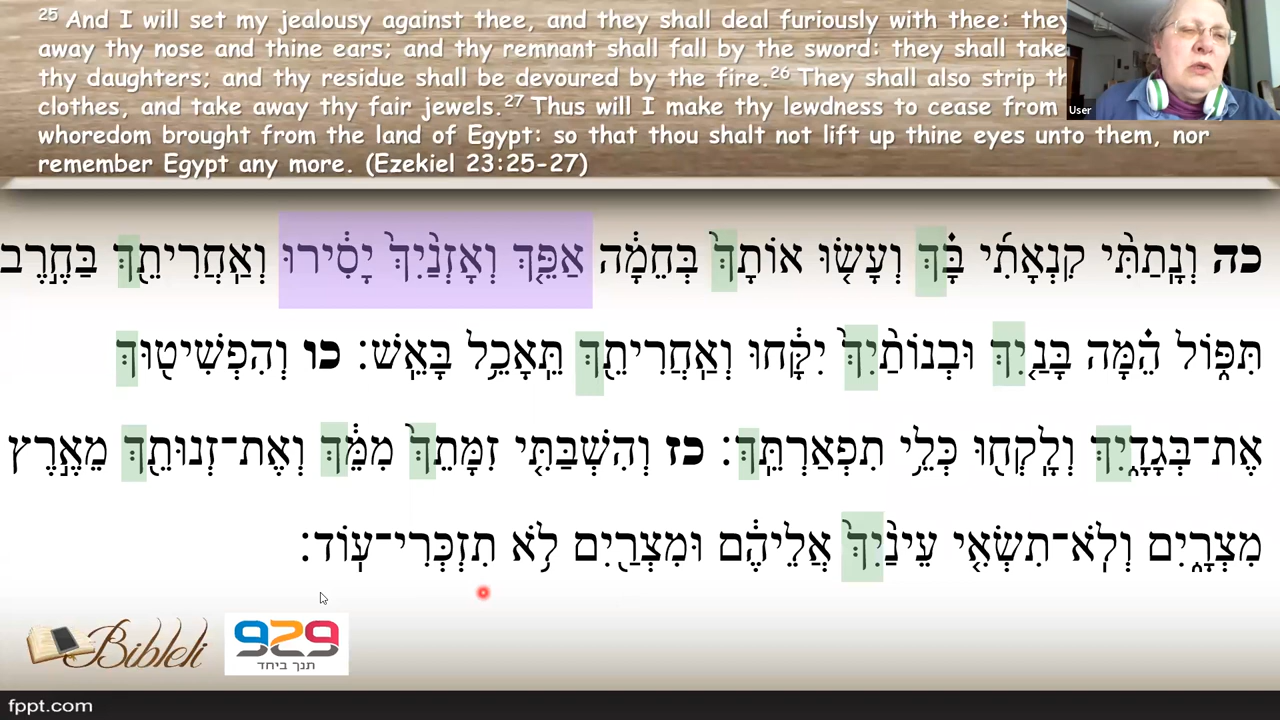 25 And I will set my jealousy against thee, and they shall deal furiously with thee: they
away thy nose and thine ears; and thy remnant shall fall by the sword: they shall take
thy daughters; and thy residue shall be devoured by the fire. 26 They shall also strip
clothes, and take away thy fair jewels. 27 Thus will I make thy lewdness to cease from
whoredom brought from the land of Egypt: so that thou shalt not lift up thine eyes unto them, nor
remember Egypt any more. (Ezekiel 23:25-27)
User
כה וְנָתַתִּ֨י קִנְאָתִ֜י בָּ֗ךְ וְעָשׂ֤וּ אוֹתָךְ֙ בְּחֵמָ֔ה אַפֵּ֤ךְ וְאׇזְנַ֙יִךְ֙ יָסִ֔ירוּ וְאַחֲרִיתֵ֖ךְ בַּחֶ֣רֶב
תִּפּ֑וֹל הֵ֗מָּה בָּנַ֤יִךְ וּבְנוֹתַ֙יִךְ֙ יִקָּ֔חוּ וְאַחֲרִיתֵ֖ךְ תֵּאָכֵ֥ל בָּאֵֽשׁ׃ כו וְהִפְשִׁיט֖וּךְ
אֶת־בְּגָדָ֑יִךְ וְלָקְח֖וּ כְּלֵ֥י תִפְאַרְתֵּֽךְ׃ כז וְהִשְׁבַּתִּ֤י זִמָּתֵךְ֙ מִמֵּ֔ךְ וְאֶת־זְנוּתֵ֖ךְ מֵאֶ֣רֶץ
מִצְרָ֑יִם וְלֹֽא־תִשְׂאִ֤י עֵינַ֙יִךְ֙ אֲלֵיהֶ֔ם וּמִצְרַ֖יִם לֹ֥א תִזְכְּרִי־עֽוֹד׃
Bibleli
929
תנך ביחד
fppt.com